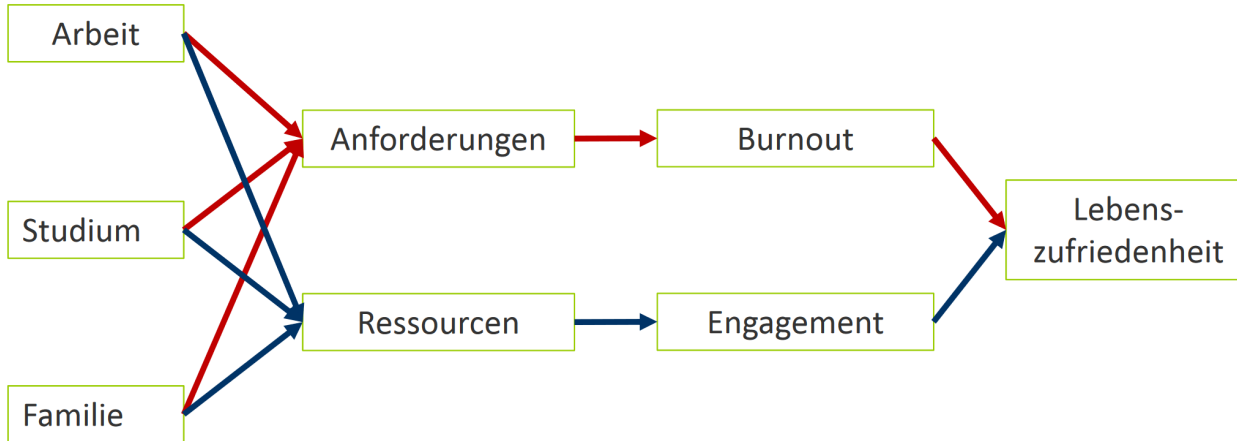 Arbeit
Anforderungen
Burnout
Studium
Lebens-
zufriedenheit
Ressourcen
Engagement
Familie